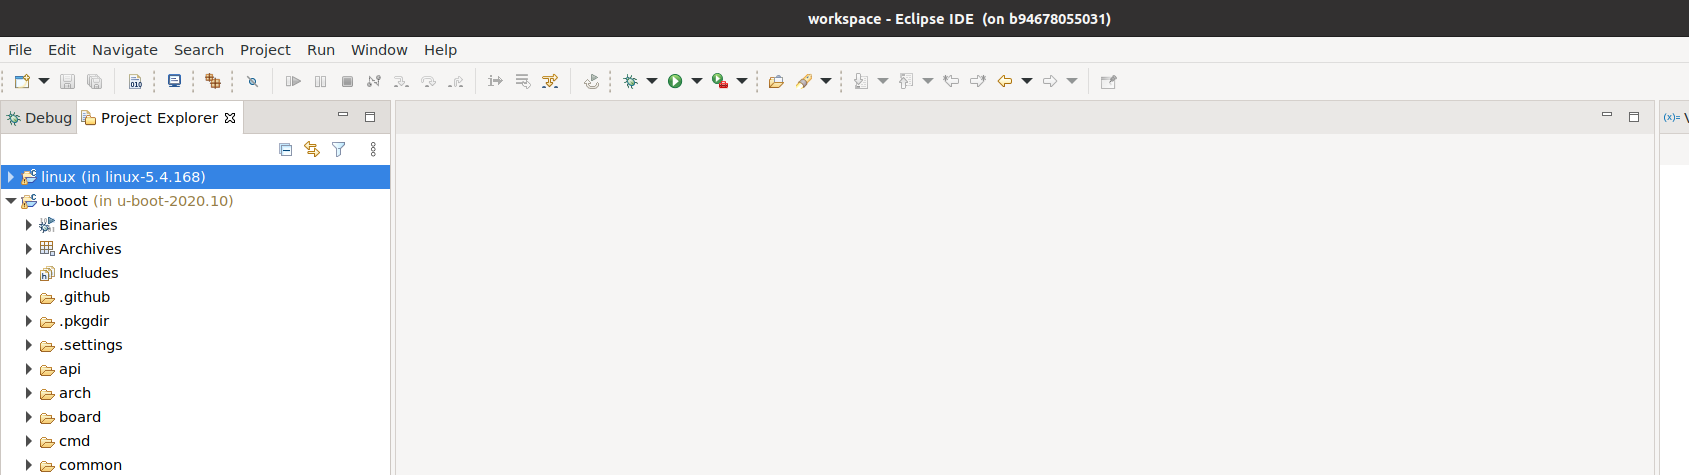 workspace - Eclipse IDE (on b94678055031)
File Edit Navigate Search Project Run Window Help
010
Debug Project Explorer
(x)= V
linux (in linux-5.4.168)
u-boot (in u-boot-2020.10)
Binaries
Archives
Includes
.github
.pkgdir
.settings
api
arch
board
cmd
common